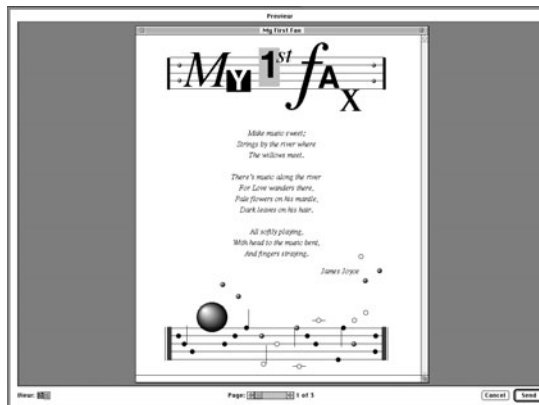 Preview
My First Fax
My 1st fAX
Make music sweet;
Strings by the river where
The willows meet.
There's music along the river
For Love wanders there,
Pale flowers on his mantle,
Dark leaves on his hair.
All softly playing,
With head to the music bent,
And fingers straying.
James Joyce
View:
Page: 1 of 3
Cancel
Send